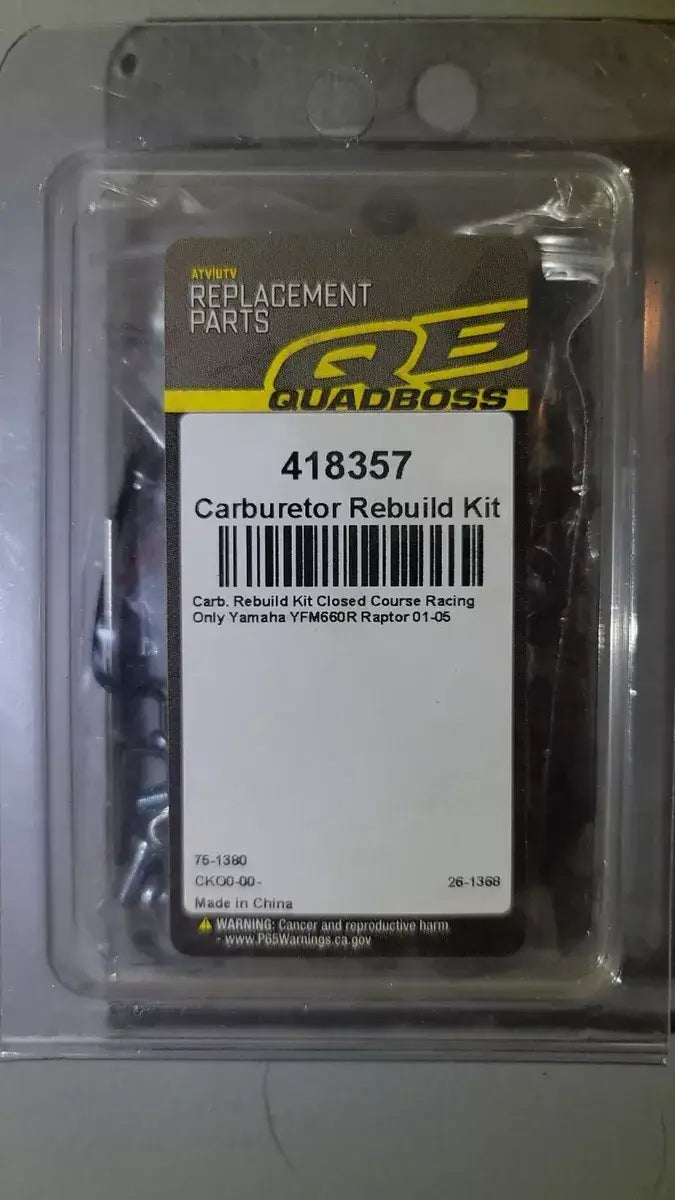 ATV|UTV
REPLACEMENT
PARTS
QB
QUADBOSS
418357
Carburetor Rebuild Kit
Carb. Rebuild Kit Closed Course Racing
Only Yamaha YFM660R Raptor 01-05
75-1380
CKO0-00-
26-1368
Made in China
WARNING: Cancer and reproductive harm
- www.P65Warnings.ca.gov